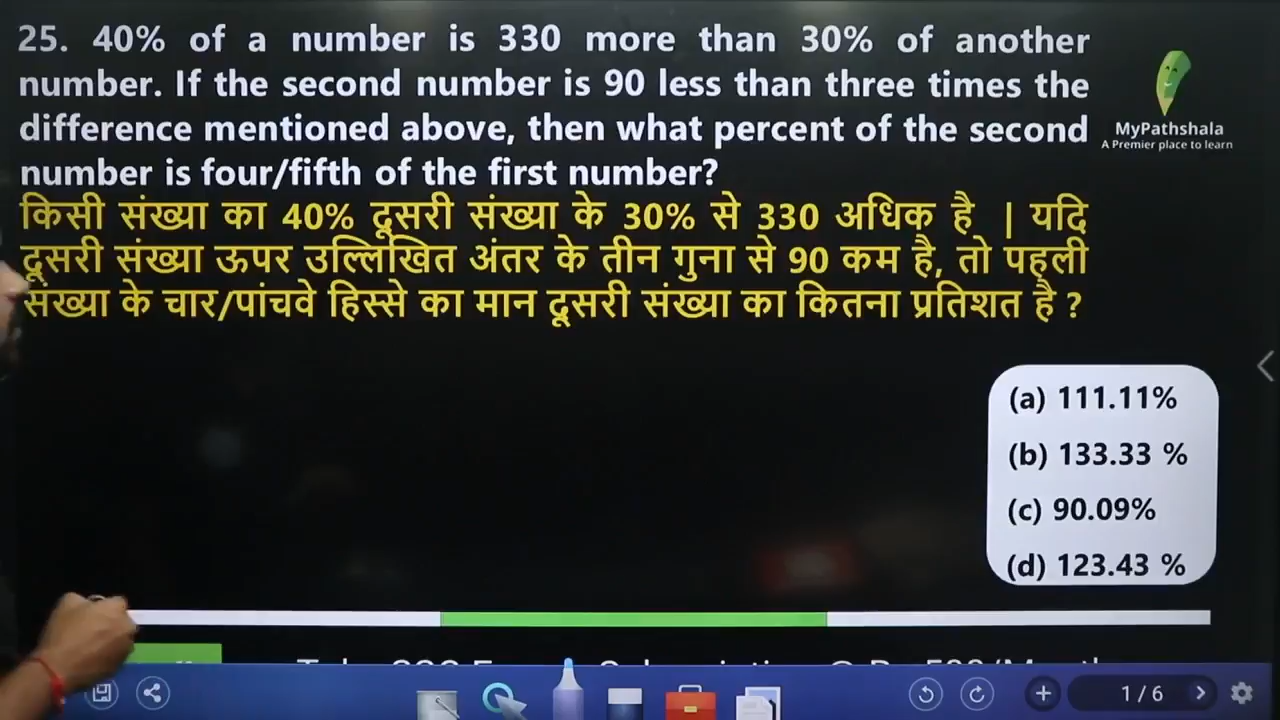 25. 40% of a number is 330 more than 30% of another
number. If the second number is 90 less than three times the
difference mentioned above, then what percent of the second
number is four/fifth of the first number?
किसी संख्या का 40% दूसरी संख्या के 30% से 330 अधिक है | यदि
दूसरी संख्या ऊपर उल्लिखित अंतर के तीन गुना से 90 कम है, तो पहली
संख्या के चार/पांचवे हिस्से का मान दूसरी संख्या का कितना प्रतिशत है ?
MyPathshala
A Premier place to learn
(a) 111.11%
(b) 133.33 %
(c) 90.09%
(d) 123.43 %
1 / 6